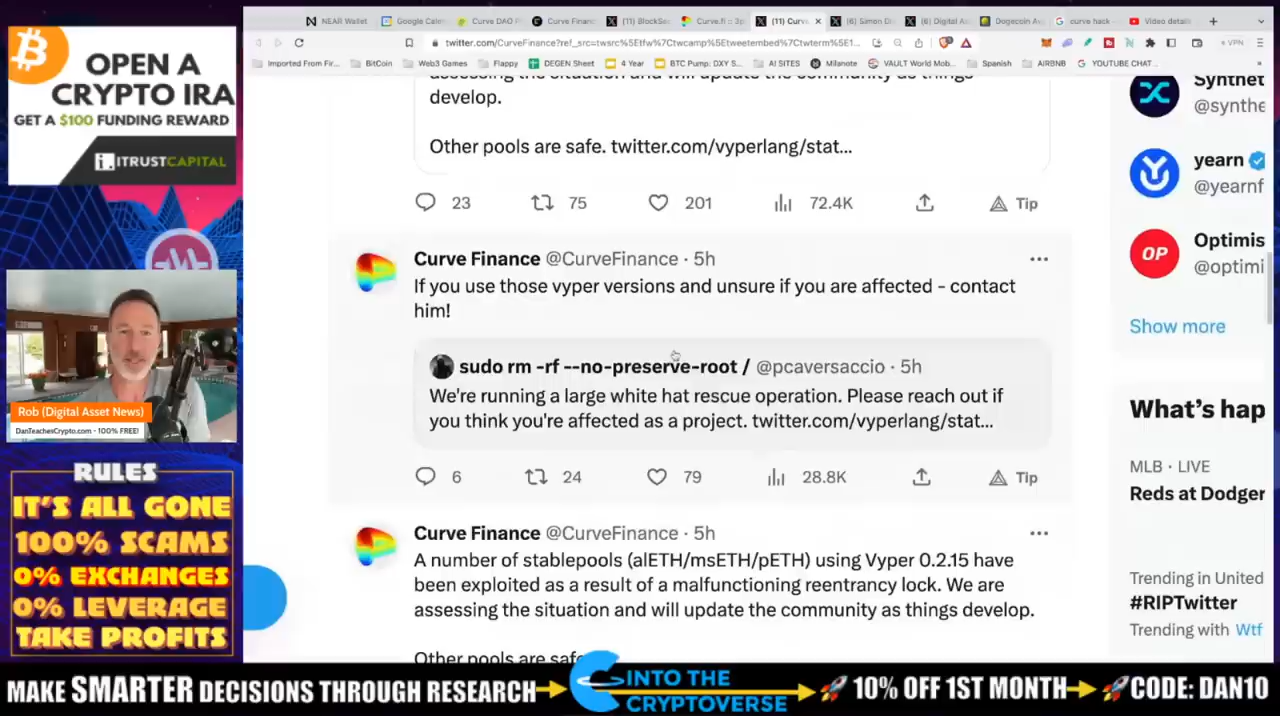 NEAR Wallet
Google Cale
Curve DAO
Curve Financ
(11) BlockSe
Curve.fi :: 3p
(11) Curv
(6) Simon Di
(6) Digital As
Dogecoin Av
curve hack -
Video details
twitter.com/CurveFinance?ref_src=twsrc%5Etfw%7Ctwcamp%5Etweetembed%7Ctwterm%5E1...
VPN
Imported From Fir...
BitCoin
Web3 Games
Flappy
DEGEN Sheet
4 Year
BTC Pump: DXY S...
AI SITES
Milanote
VAULT World Mob...
Spanish
AIRBNB
YOUTUBE CHAT...
OPEN A
CRYPTO IRA
GET A $100 FUNDING REWARD
ITRUSTCAPITAL
assessing the situation and will update the community as things
develop.
Other pools are safe. twitter.com/vyperlang/stat...
23
75
201
72.4K
Tip
Curve Finance @CurveFinance · 5h
If you use those vyper versions and unsure if you are affected - contact
him!
sudo rm -rf --no-preserve-root / @pcaversaccio · 5h
We're running a large white hat rescue operation. Please reach out if
you think you're affected as a project. twitter.com/vyperlang/stat...
6
24
79
28.8K
Tip
Curve Finance @CurveFinance · 5h
A number of stablepools (alETH/msETH/pETH) using Vyper 0.2.15 have
been exploited as a result of a malfunctioning reentrancy lock. We are
assessing the situation and will update the community as things develop.
Other pools are safe
Synthet
@synthe
yearn
@yearnf
OP
Optimis
@optimi
Show more
What's hap
MLB · LIVE
Reds at Dodger
Trending in United
#RIPTwitter
Trending with Wtf
Rob (Digital Asset News)
DanTeachesCrypto.com - 100% FREE!
RULES
IT'S ALL GONE
100% SCAMS
0% EXCHANGES
0% LEVERAGE
TAKE PROFITS
MAKE SMARTER DECISIONS THROUGH RESEARCH
INTO THE
CRYPTOVERSE
10% OFF 1ST MONTH
CODE: DAN10